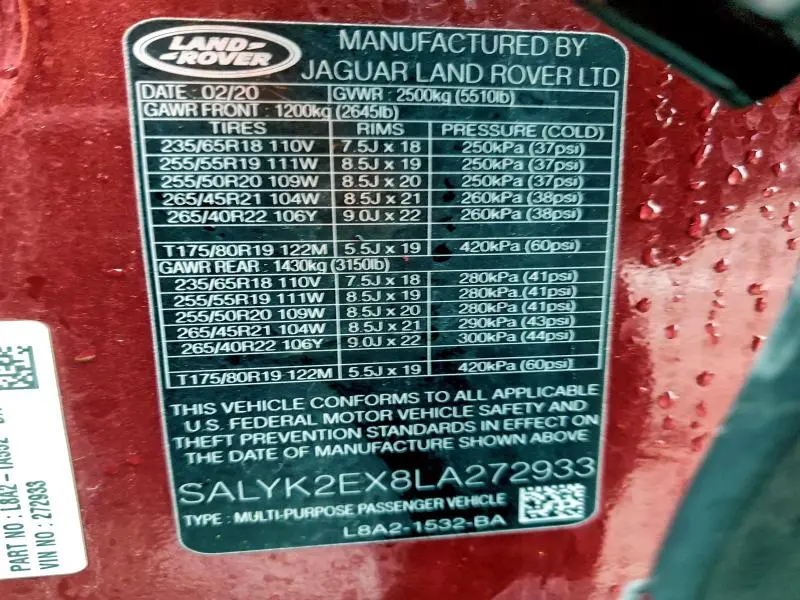 LAND-
-ROVER
MANUFACTURED BY
JAGUAR LAND ROVER LTD
DATE : 02/20 GVWR : 2500kg (5510lb)
GAWR FRONT : 1200kg (2645lb)
TIRES RIMS PRESSURE (COLD)
235/65R18 110V 7.5J x 18 250kPa (37psi)
255/55R19 111W 8.5J x 19 250kPa (37psi)
255/50R20 109W 8.5J x 20 250kPa (37psi)
265/45R21 104W 8.5J x 21 260kPa (38psi)
265/40R22 106Y 9.0J x 22 260kPa (38psi)
T175/80R19 122M 5.5J x 19 420kPa (60psi)
GAWR REAR : 1430kg (3150lb)
235/65R18 110V 7.5J x 18 280kPa (41psi)
255/55R19 111W 8.5J x 19 280kPa (41psi)
255/50R20 109W 8.5J x 20 280kPa (41psi)
265/45R21 104W 8.5J x 21 290kPa (43psi)
265/40R22 106Y 9.0J x 22 300kPa (44psi)
T175/80R19 122M 5.5J x 19 420kPa (60psi)
THIS VEHICLE CONFORMS TO ALL APPLICABLE
U.S. FEDERAL MOTOR VEHICLE SAFETY AND
THEFT PREVENTION STANDARDS IN EFFECT ON
THE DATE OF MANUFACTURE SHOWN ABOVE
SALYK2EX8LA272933
TYPE : MULTI-PURPOSE PASSENGER VEHICLE
L8A2-1532-BA
PART NO : L8A2
VIN NO : 272933